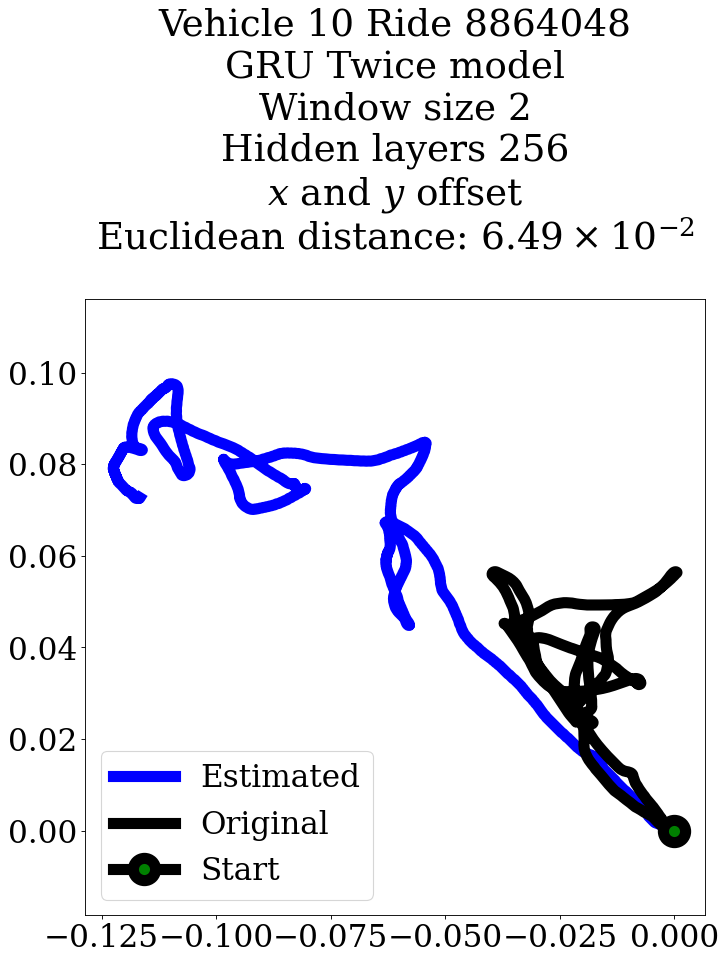 Vehicle 10 Ride 8864048
GRU Twice model
Window size 2
Hidden layers 256
x and y offset
Euclidean distance: 6.49 × 10⁻²
0.10
0.08
0.06
0.04
0.02
0.00
Estimated
Original
Start
−0.125 −0.100 −0.075 −0.050 −0.025 0.000